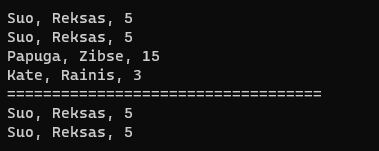 Suo, Reksas, 5
Suo, Reksas, 5
Papuga, Zibse, 15
Kate, Rainis, 3
===================================
Suo, Reksas, 5
Suo, Reksas, 5